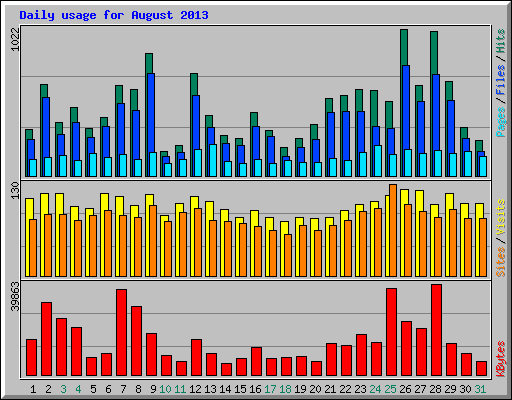 Daily usage for August 2013
1022
Pages / Files / Hits
130
Sites / Visits
39863
KBytes
1 2 3 4 5 6 7 8 9 10 11 12 13 14 15 16 17 18 19 20 21 22 23 24 25 26 27 28 29 30 31